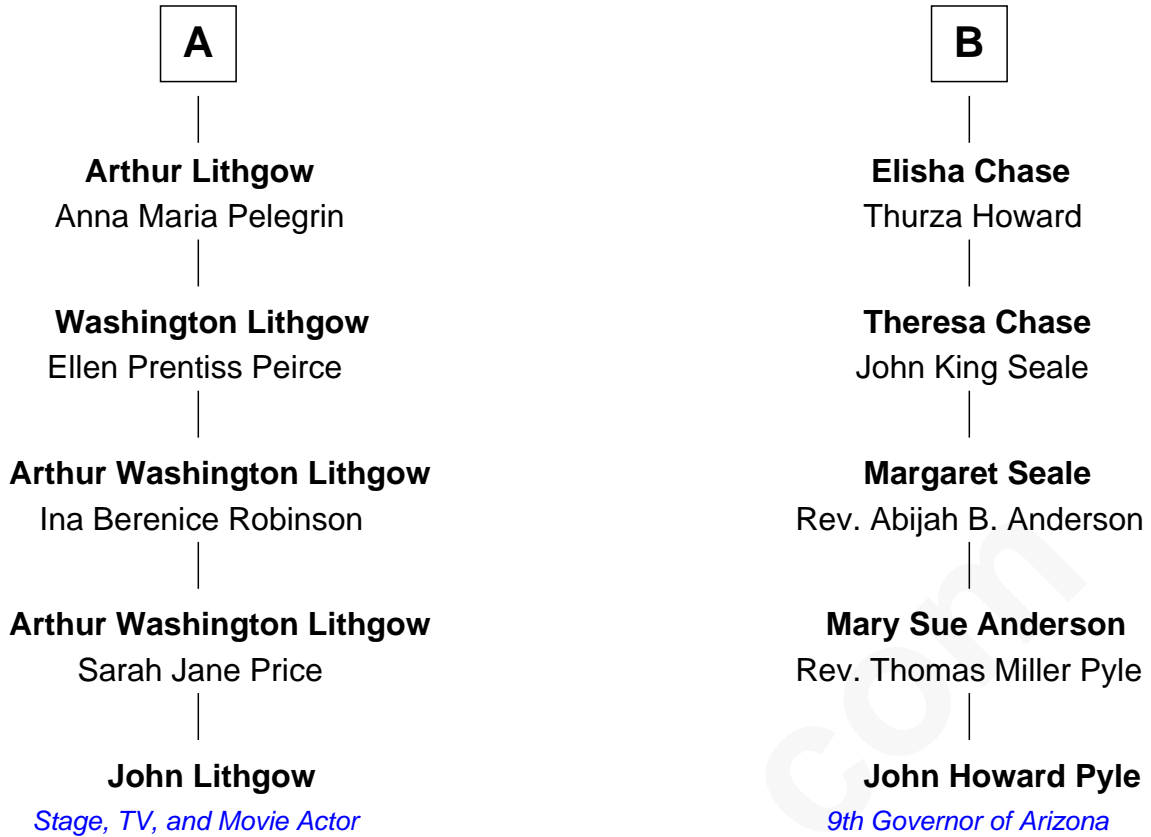 A
Arthur Lithgow
Anna Maria Pelegrin
Washington Lithgow
Ellen Prentiss Peirce
Arthur Washington Lithgow
Ina Berenice Robinson
Arthur Washington Lithgow
Sarah Jane Price
John Lithgow
Stage, TV, and Movie Actor
B
Elisha Chase
Thurza Howard
Theresa Chase
John King Seale
Margaret Seale
Rev. Abijah B. Anderson
Mary Sue Anderson
Rev. Thomas Miller Pyle
John Howard Pyle
9th Governor of Arizona
com